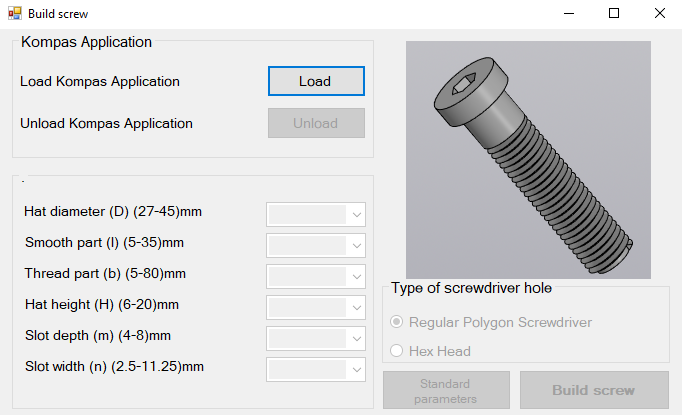 Build screw
Kompas Application
Load Kompas Application
Load
Unload Kompas Application
Unload
.
Hat diameter (D) (27-45)mm
Smooth part (l) (5-35)mm
Thread part (b) (5-80)mm
Hat height (H) (6-20)mm
Slot depth (m) (4-8)mm
Slot width (n) (2.5-11.25)mm
Type of screwdriver hole
Regular Polygon Screwdriver
Hex Head
Standard
parameters
Build screw